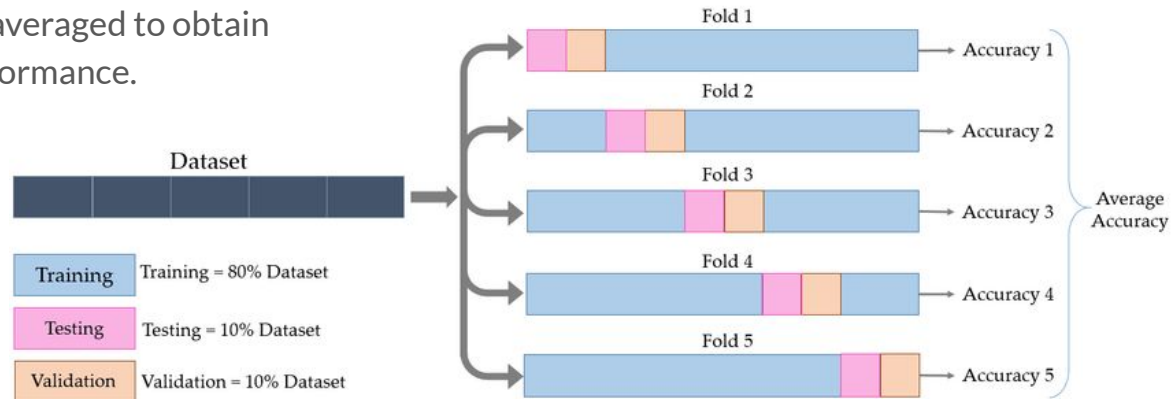 averaged to obtain
formance.
Dataset
Training
Training = 80% Dataset
Testing
Testing = 10% Dataset
Validation
Validation = 10% Dataset
Fold 1
Accuracy 1
Fold 2
Accuracy 2
Fold 3
Accuracy 3
Fold 4
Accuracy 4
Fold 5
Accuracy 5
Average
Accuracy